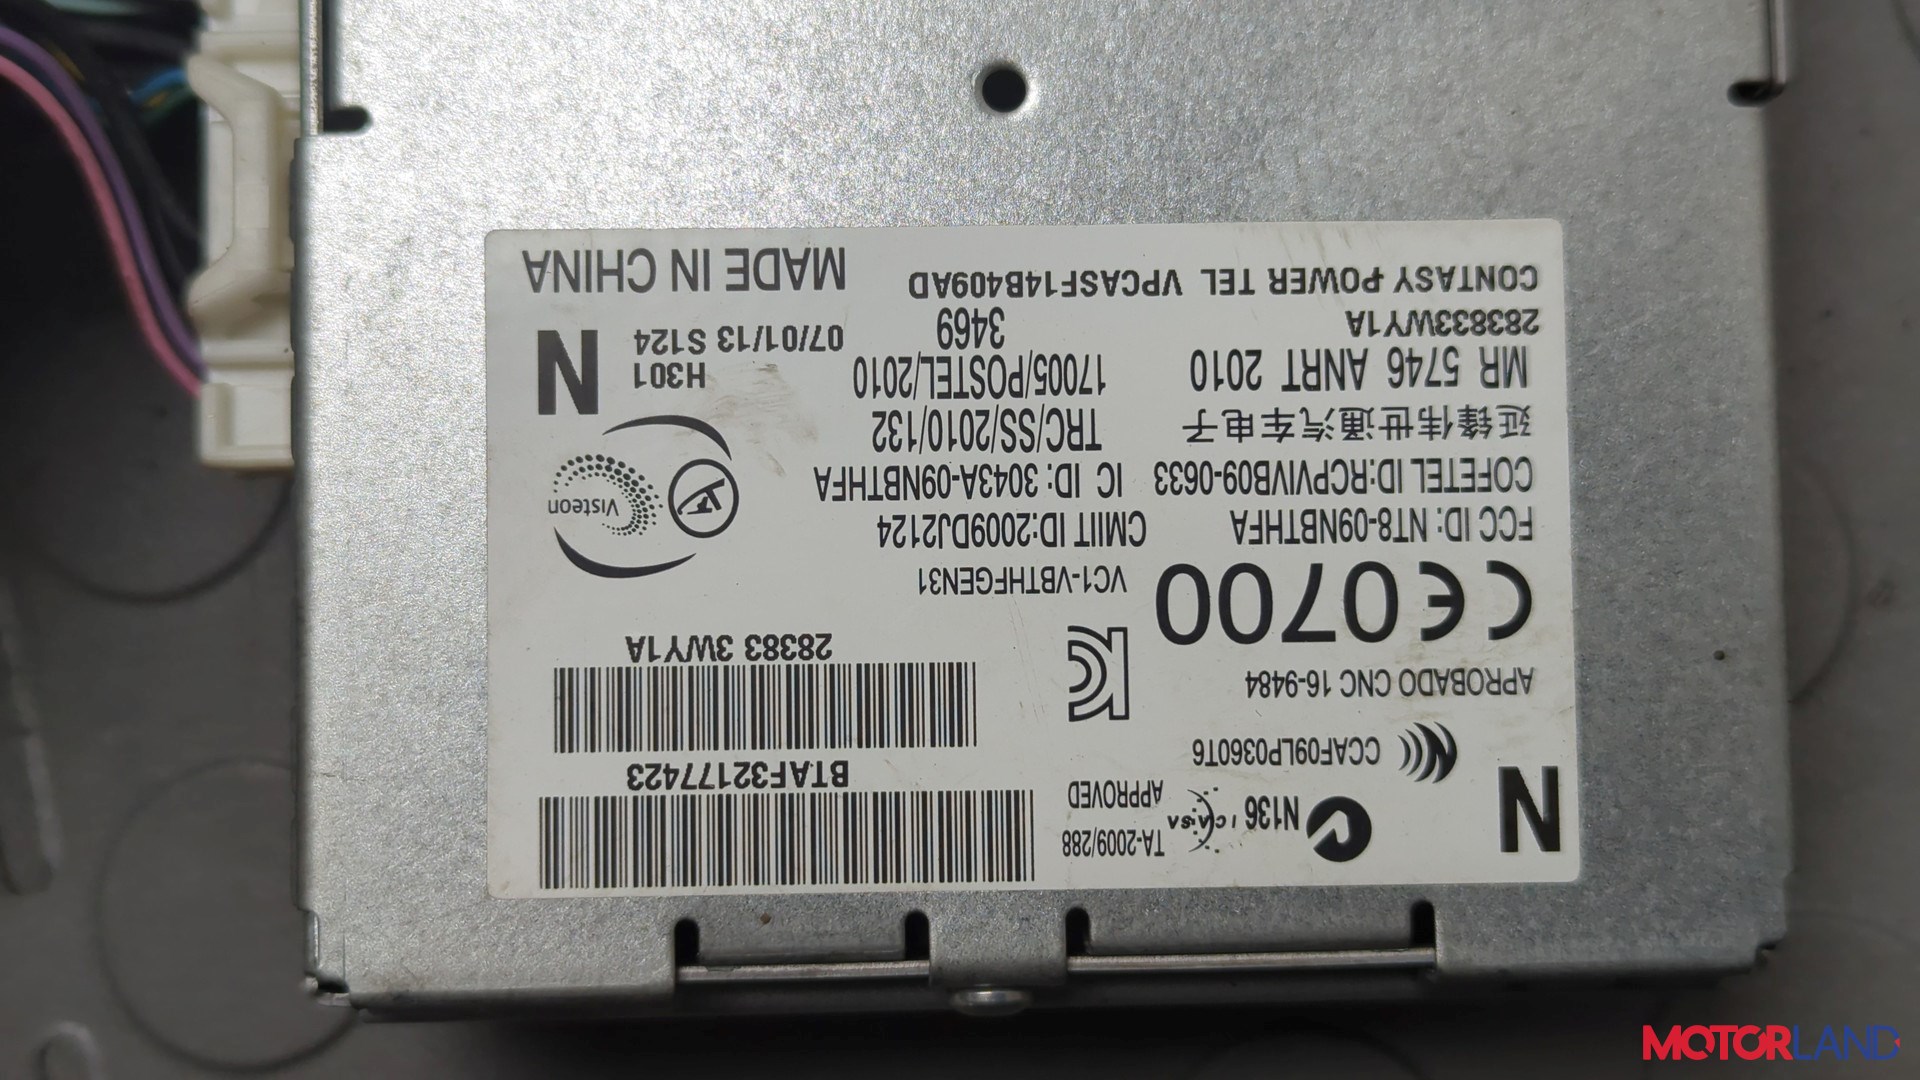 N
N136
ICASA
TA-2009/288
APPROVED
BTAF32177423
CCAF09LP0360T6
APROBADO CNC 16-9484
28383 3WY1A
CE0700
VC1-VBTHFGEN31
FCC ID: NT8-09NBTHFA
CMIIT ID:2009DJ2124
COFETEL ID:RCPVIVB09-0633
IC ID: 3043A-09NBTHFA
Visteon
延锋伟世通汽车电子
TRC/SS/2010/132
MR 5746 ANRT 2010
17005/POSTEL/2010
H301
N
283833WY1A
3469
07/01/13 S124
CONTASY POWER TEL VPCASF14B409AD
MADE IN CHINA
MOTORLAND